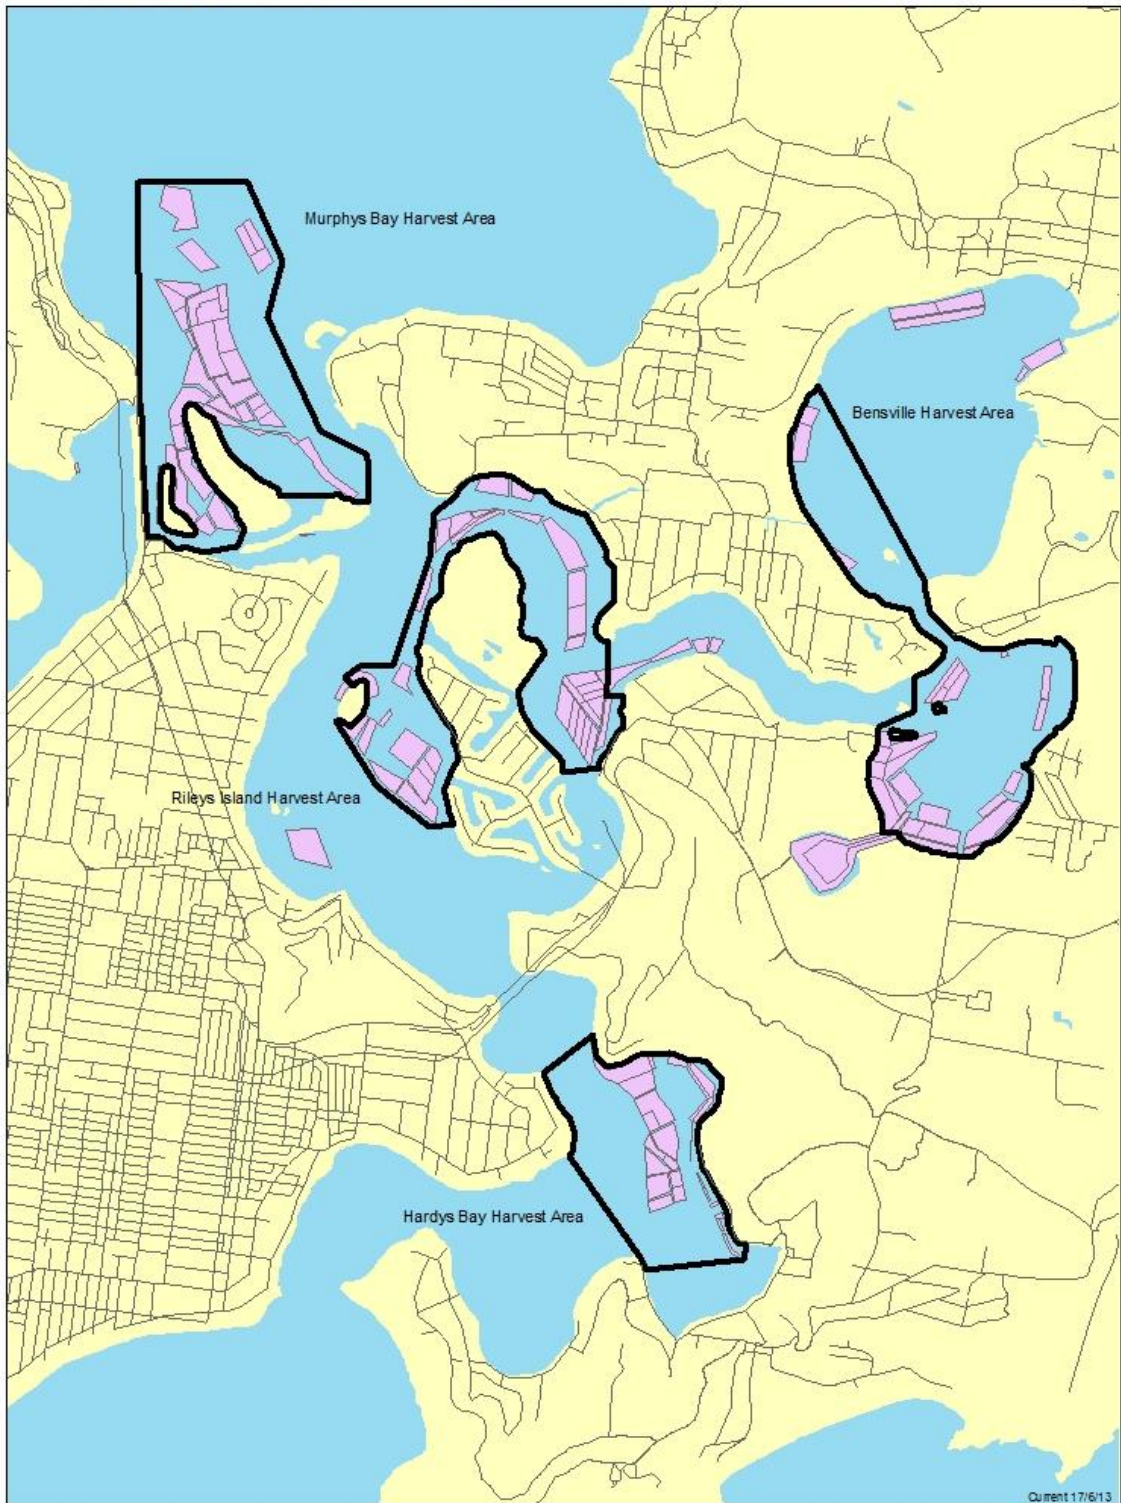 Murphys Bay Harvest Area
Bensville Harvest Area
Rileys Island Harvest Area
Hardys Bay Harvest Area
Current 17/6/13